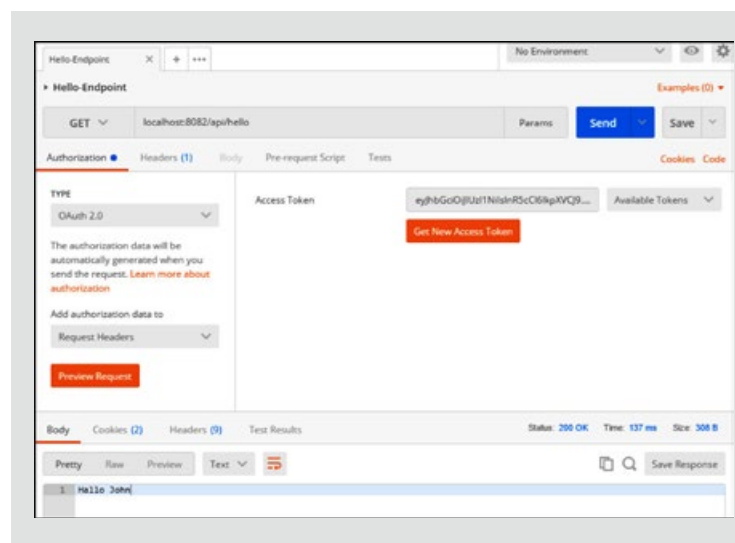 Hello-Endpoint X + •••
No Environment
Hello-Endpoint
Examples (0)
GET localhost:8082/api/hello Params Send Save
Authorization Headers (1) Body Pre-request Script Tests Cookies Code
TYPE
OAuth 2.0
The authorization data will be
automatically generated when you
send the request. Learn more about
authorization
Add authorization data to
Request Headers
Preview Request
Access Token Available Tokens
Get New Access Token
Body Cookies (2) Headers (9) Test Results Status: 200 OK Time: 137 ms Size: 308 B
Pretty Raw Preview Text Save Response
1 Hallo John